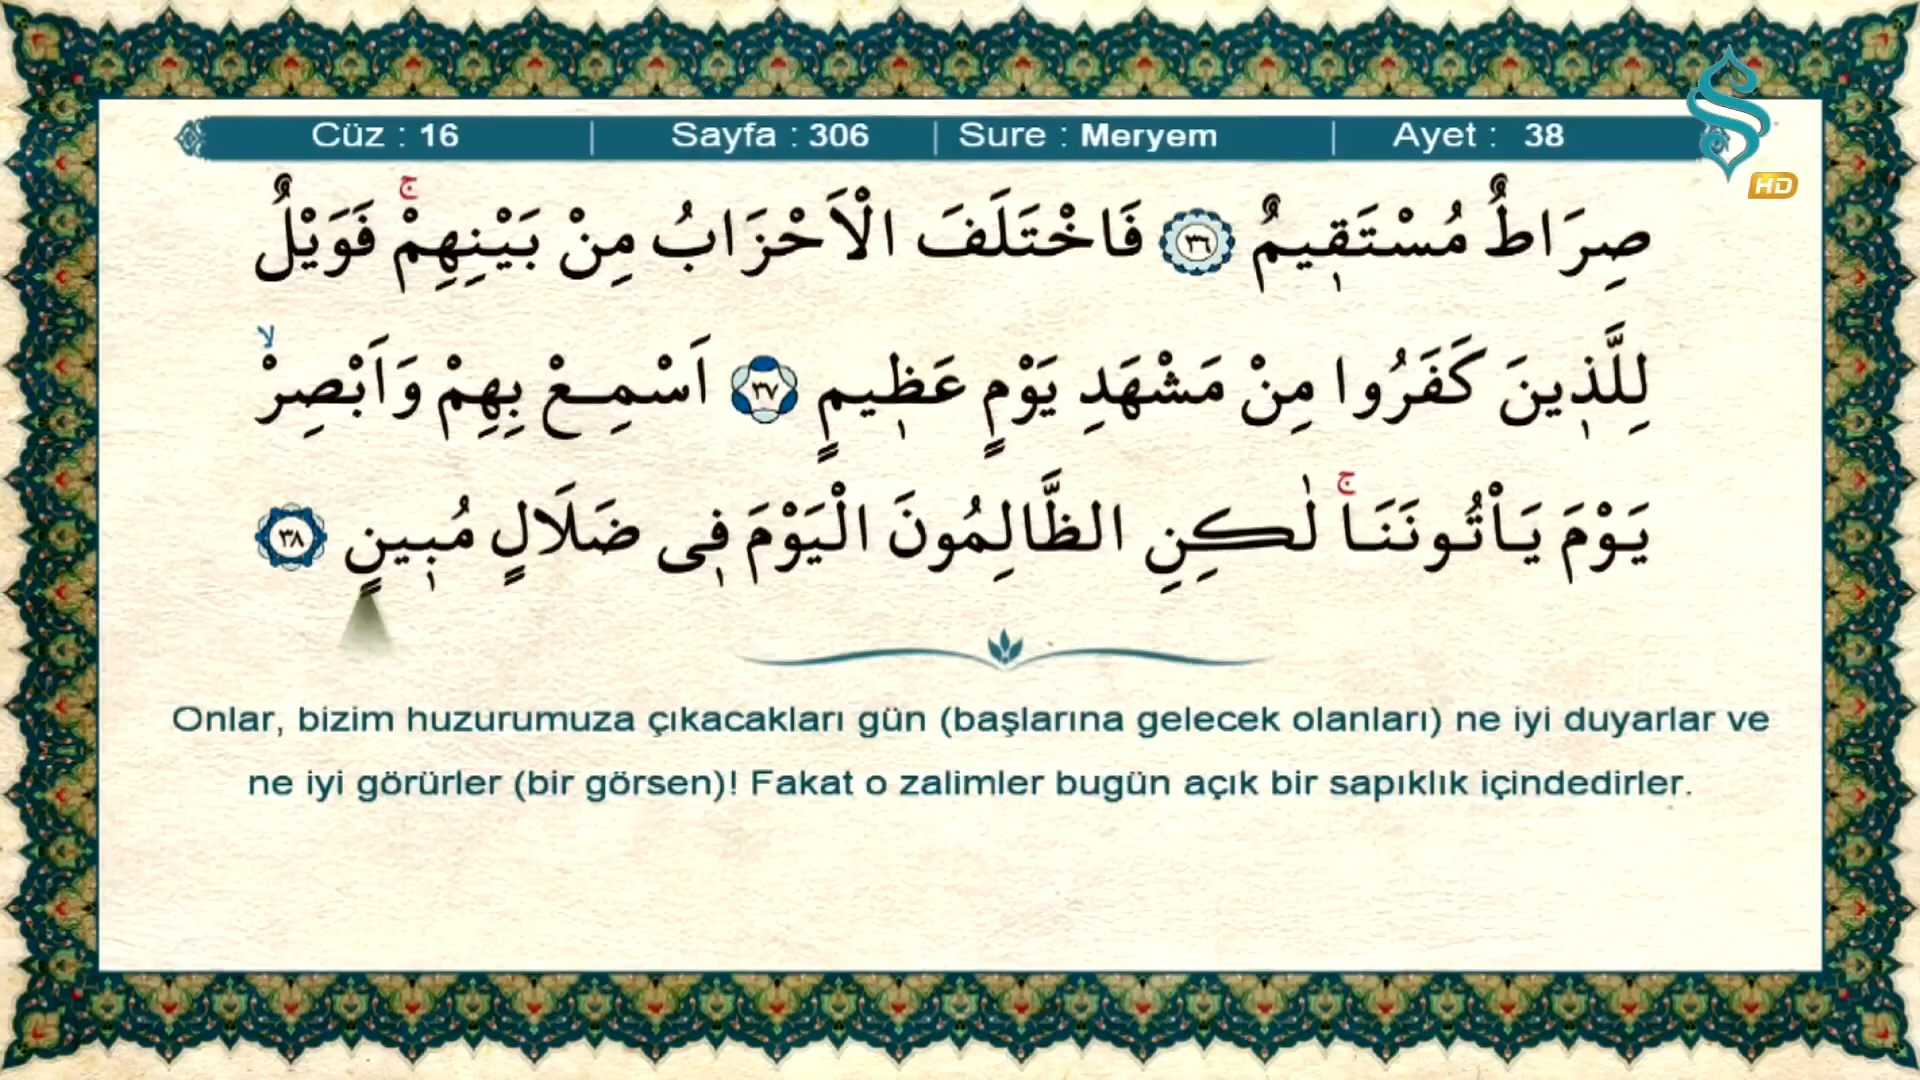 Cüz : 16 | Sayfa : 306 | Sure : Meryem | Ayet : 38
HD
صِرَاطٌ مُسْتَق۪يمٌ ﴿٣٦﴾ فَاخْتَلَفَ الْاَحْزَابُ مِنْ بَيْنِهِمْۚ فَوَيْلٌ
لِلَّذ۪ينَ كَفَرُوا مِنْ مَشْهَدِ يَوْمٍ عَظ۪يمٍ ﴿٣٧﴾ اَسْمِعْ بِهِمْ وَاَبْصِرْۙ
يَوْمَ يَأْتُونَنَاۚ لٰكِنِ الظَّالِمُونَ الْيَوْمَ ف۪ى ضَلَالٍ مُب۪ينٍ ﴿٣٨﴾
Onlar, bizim huzurumuza çıkacakları gün (başlarına gelecek olanları) ne iyi duyarlar ve
ne iyi görürler (bir görsen)! Fakat o zalimler bugün açık bir sapıklık içindedirler.